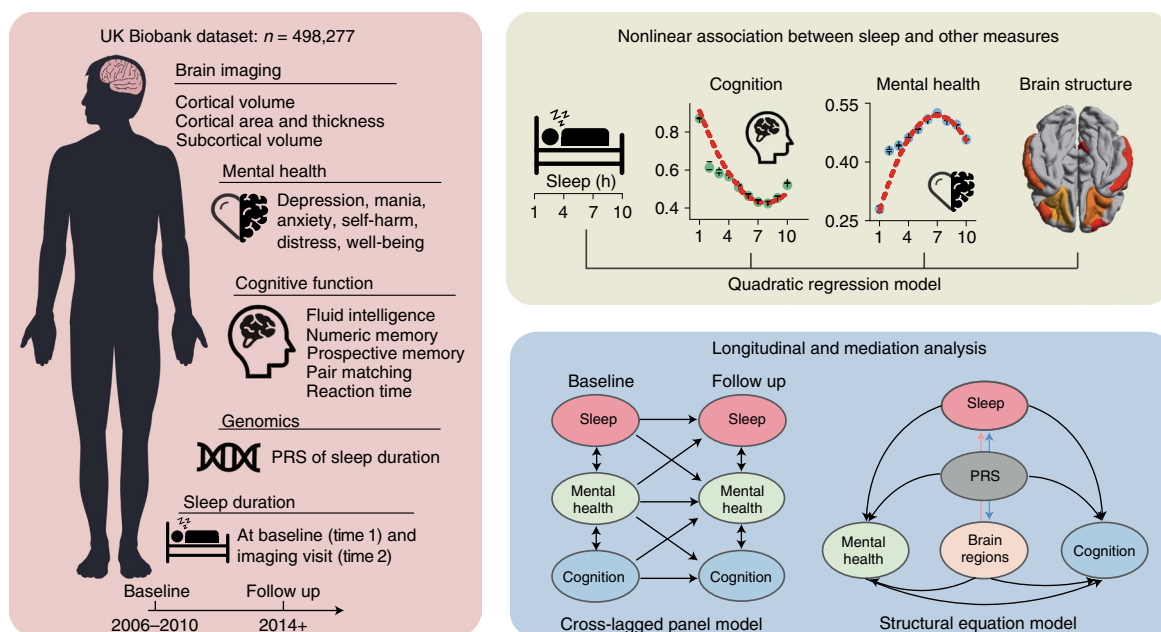 UK Biobank dataset: n = 498,277
Brain imaging
Cortical volume
Cortical area and thickness
Subcortical volume
Mental health
Depression, mania,
anxiety, self-harm,
distress, well-being
Cognitive function
Fluid intelligence
Numeric memory
Prospective memory
Pair matching
Reaction time
Genomics
PRS of sleep duration
Sleep duration
zz
At baseline (time 1) and
imaging visit (time 2)
Baseline Follow up
2006–2010 2014+
Nonlinear association between sleep and other measures
Cognition Mental health Brain structure
zz
Sleep (h)
1 4 7 10
0.8
0.6
0.4
1 4 7 10
0.55
0.40
0.25
1 4 7 10
Quadratic regression model
Longitudinal and mediation analysis
Baseline Follow up
Sleep Sleep
Mental Mental
health health
Cognition Cognition
Cross-lagged panel model
Sleep
PRS
Mental
health
Brain
regions
Cognition
Structural equation model